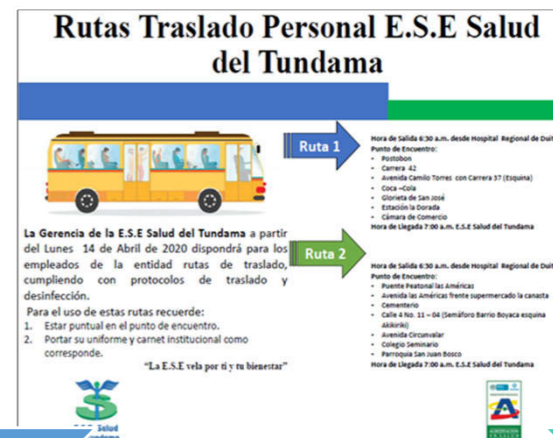 Rutas Traslado Personal E.S.E Salud
del Tundama
La Gerencia de la E.S.E Salud del Tundama a partir
del Lunes 14 de Abril de 2020 dispondrá para los
empleados de la entidad rutas de traslado,
cumpliendo con protocolos de traslado y
desinfección.
Para el uso de estas rutas recuerde:
1. Estar puntual en el punto de encuentro.
2. Portar su uniforme y carnet institucional como
corresponde.
“La E.S.E vela por ti y tu bienestar”
Salud
Ruta 1
Hora de Salida 6:30 a.m. desde Hospital Regional de Duit
Punto de Encuentro:
• Postobon
• Carrera 42
• Avenida Camilo Torres con Carrera 37 (Esquina)
• Coca –Cola
• Glorieta de San José
• Estación la Dorada
• Cámara de Comercio
Hora de Llegada 7:00 a.m. E.S.E Salud del Tundama
Ruta 2
Hora de Salida 6:30 a.m. desde Hospital Regional de Duit
Punto de Encuentro:
• Puente Peatonal las Américas
• Avenida las Américas frente supermercado la canasta
• Cementerio
• Calle 4 No. 11 – 04 (Semáforo Barrio Boyaca esquina
Akikiriki)
• Avenida Circunvalar
• Colegio Seminario
• Parroquia San Juan Bosco
Hora de Llegada 7:00 a.m. E.S.E Salud del Tundama